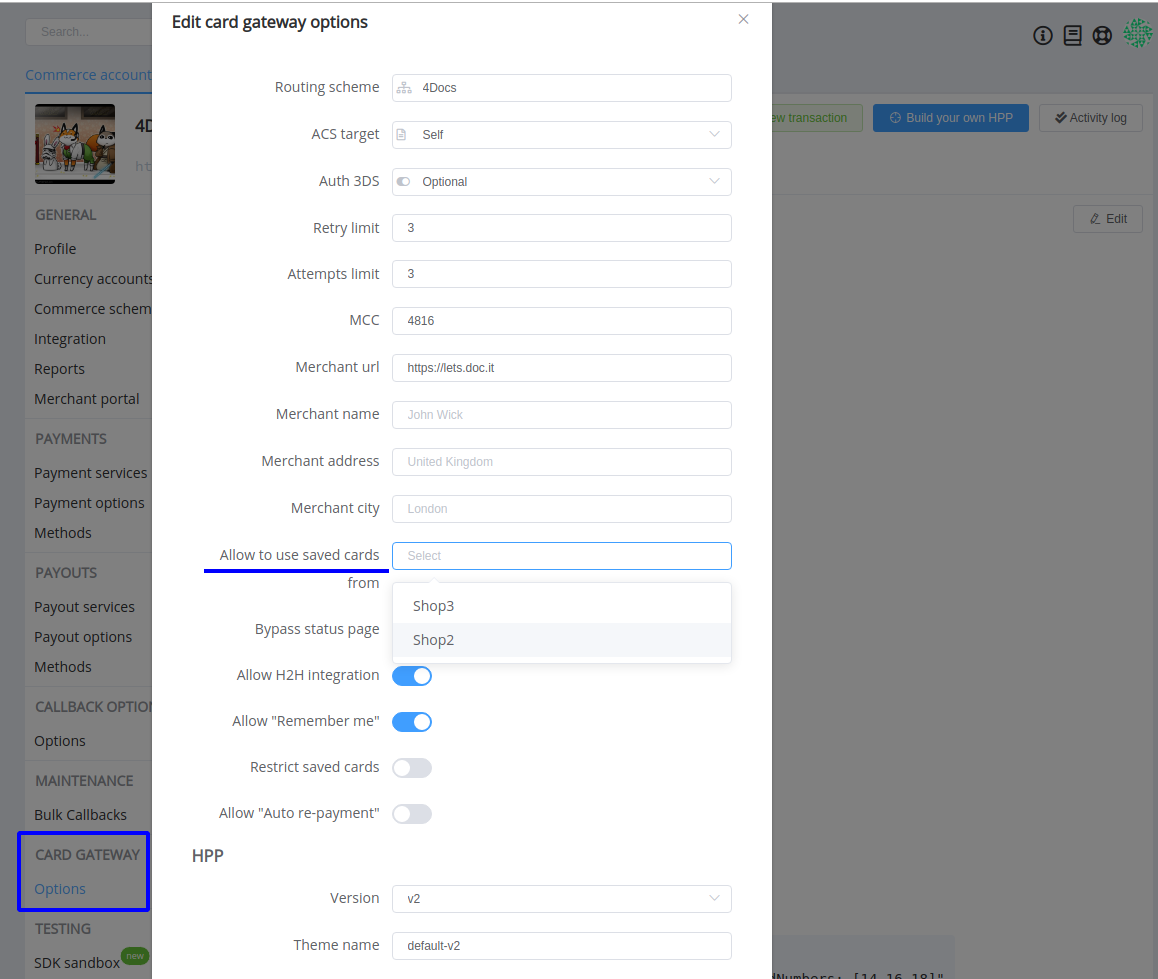 Edit card gateway options
Search...
Commerce account
4D
ht
ew transaction
Build your own HPP
Activity log
Edit
GENERAL
Profile
Currency accounts
Commerce schem
Integration
Reports
Merchant portal
PAYMENTS
Payment services
Payment options
Methods
PAYOUTS
Payout services
Payout options
Methods
CALLBACK OPTION
Options
MAINTENANCE
Bulk Callbacks
CARD GATEWAY
Options
TESTING
SDK sandbox new
Routing scheme 4Docs
ACS target Self
Auth 3DS Optional
Retry limit 3
Attempts limit 3
MCC 4816
Merchant url https://lets.doc.it
Merchant name John Wick
Merchant address United Kingdom
Merchant city London
Allow to use saved cards Select
from
Shop3
Shop2
Bypass status page
Allow H2H integration
Allow "Remember me"
Restrict saved cards
Allow "Auto re-payment"
HPP
Version v2
Theme name default-v2
dNumbers: [14,16,18]"